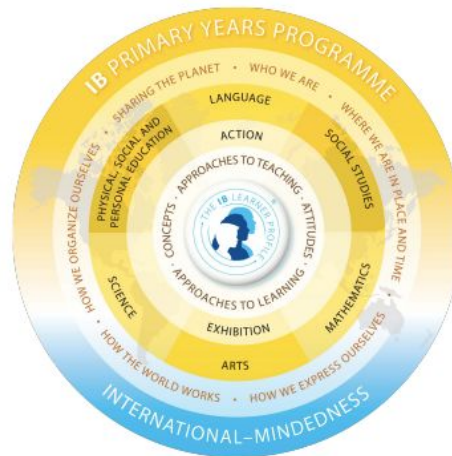 IB PRIMARY YEARS PROGRAMME
SHARING THE PLANET • WHO WE ARE • WHERE WE ARE IN PLACE AND TIME • HOW WE EXPRESS OURSELVES • HOW THE WORLD WORKS • HOW WE ORGANIZE OURSELVES •
LANGUAGE
SOCIAL STUDIES
MATHEMATICS
ARTS
SCIENCE
PHYSICAL, SOCIAL AND
PERSONAL EDUCATION
ACTION
EXHIBITION
APPROACHES TO TEACHING · ATTITUDES · APPROACHES TO LEARNING · CONCEPTS ·
THE IB LEARNER PROFILE
®
INTERNATIONAL–MINDEDNESS